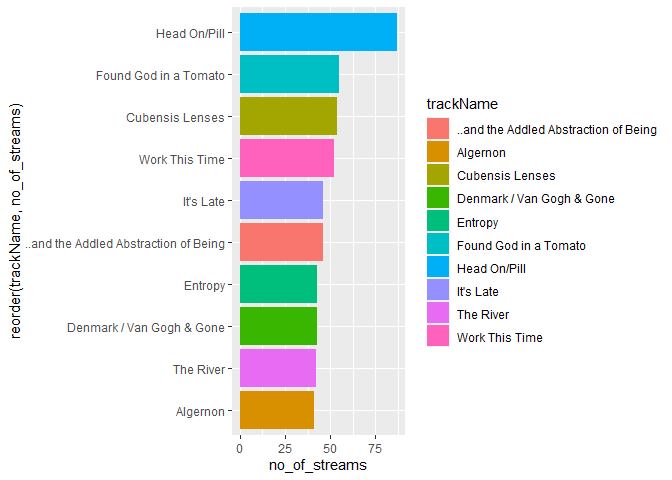 Head On/Pill
Found God in a Tomato
Cubensis Lenses
Work This Time
It's Late
..and the Addled Abstraction of Being
Entropy
Denmark / Van Gogh & Gone
The River
Algernon
reorder(trackName, no_of_streams)
0 25 50 75
no_of_streams
trackName
..and the Addled Abstraction of Being
Algernon
Cubensis Lenses
Denmark / Van Gogh & Gone
Entropy
Found God in a Tomato
Head On/Pill
It's Late
The River
Work This Time